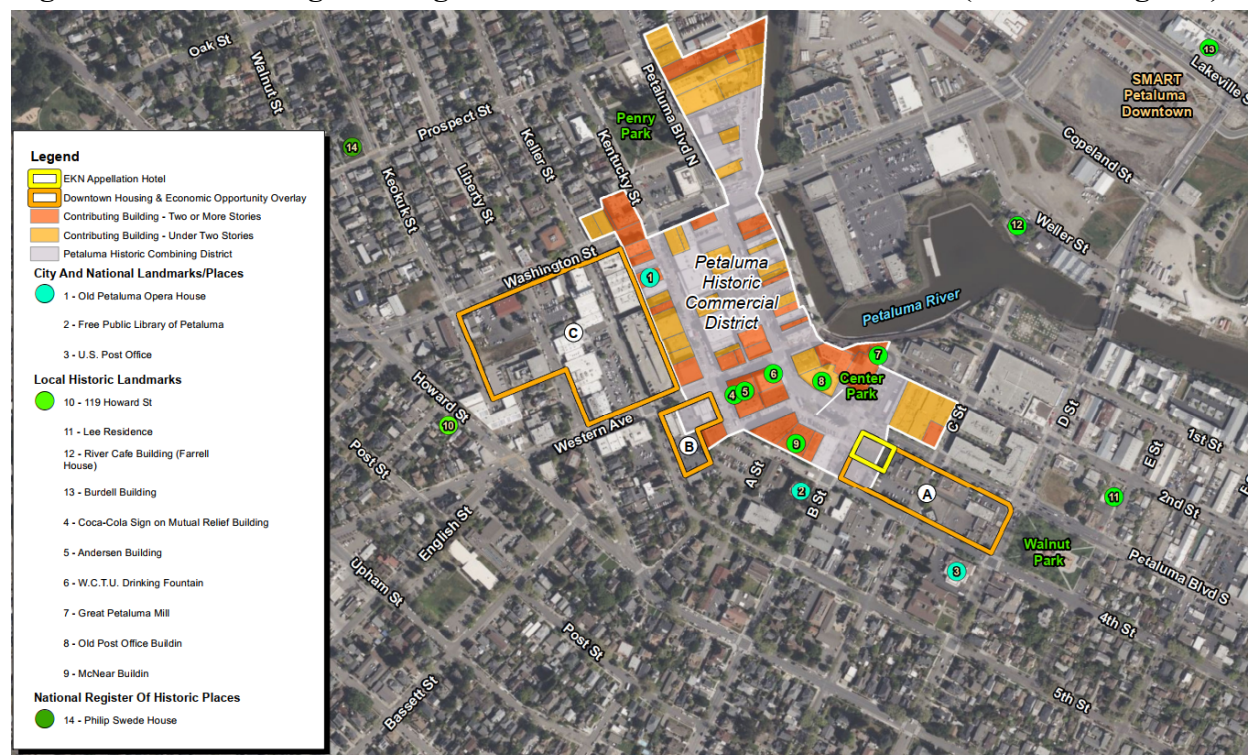 Oak St
Walnut St
Prospect St
Keokuk St
Liberty St
Keller St
Kentucky St
Petaluma Blvd N
Penry
Park
14
13
Lakeville S
SMART
Petaluma
Downtown
Copeland St
Weller St
12
Washington St
1
Petaluma
Historic
Commercial
District
Petaluma River
C
7
6
8
Center
Park
4
5
Howard St
10
Western Ave
B
9
C St
D St
E St
1st St
2nd St
A St
2
B St
A
11
Post St
English St
Upham St
Walnut
Park
3
Petaluma Blvd S
4th St
5th St
Post St
Bassett St
Legend
EKN Appellation Hotel
Downtown Housing & Economic Opportunity Overlay
Contributing Building - Two or More Stories
Contributing Building - Under Two Stories
Petaluma Historic Combining District
City And National Landmarks/Places
1 - Old Petaluma Opera House
2 - Free Public Library of Petaluma
3 - U.S. Post Office
Local Historic Landmarks
10 - 119 Howard St
11 - Lee Residence
12 - River Cafe Building (Farrell
House)
13 - Burdell Building
4 - Coca-Cola Sign on Mutual Relief Building
5 - Andersen Building
6 - W.C.T.U. Drinking Fountain
7 - Great Petaluma Mill
8 - Old Post Office Buildin
9 - McNear Buildin
National Register Of Historic Places
14 - Philip Swede House